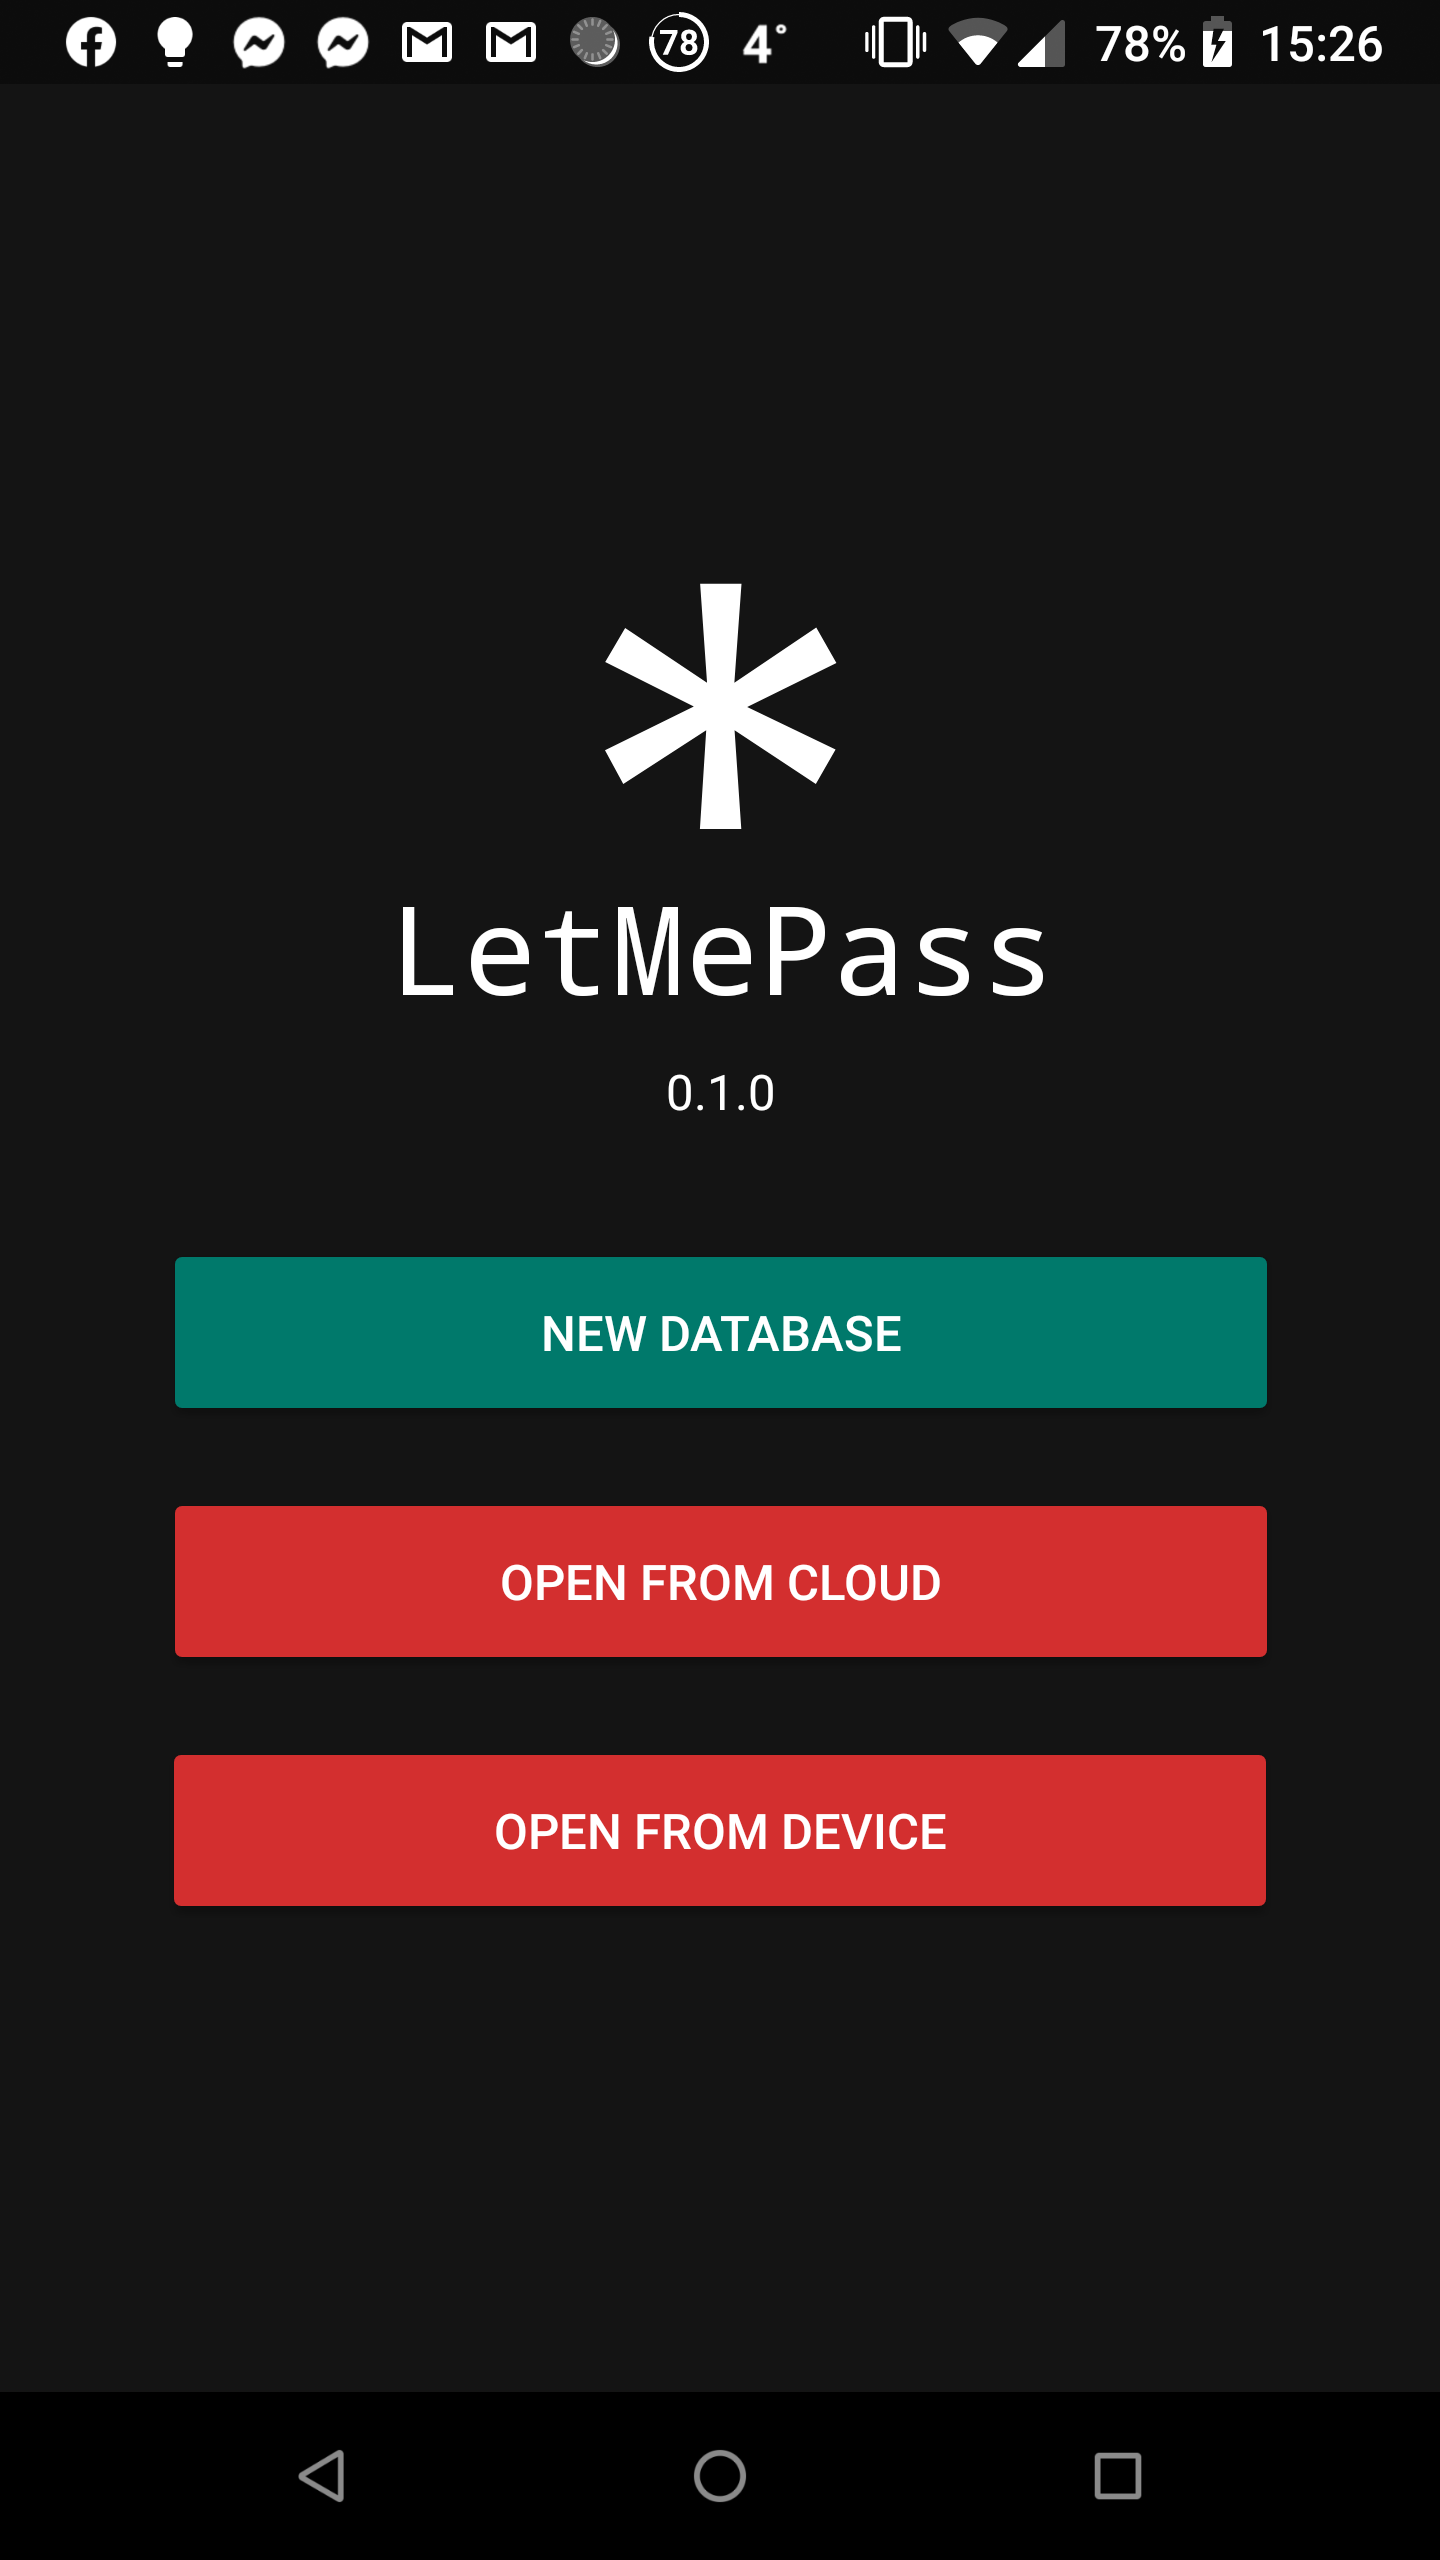 78 4° 78% 15:26
*
LetMePass
0.1.0
NEW DATABASE
OPEN FROM CLOUD
OPEN FROM DEVICE